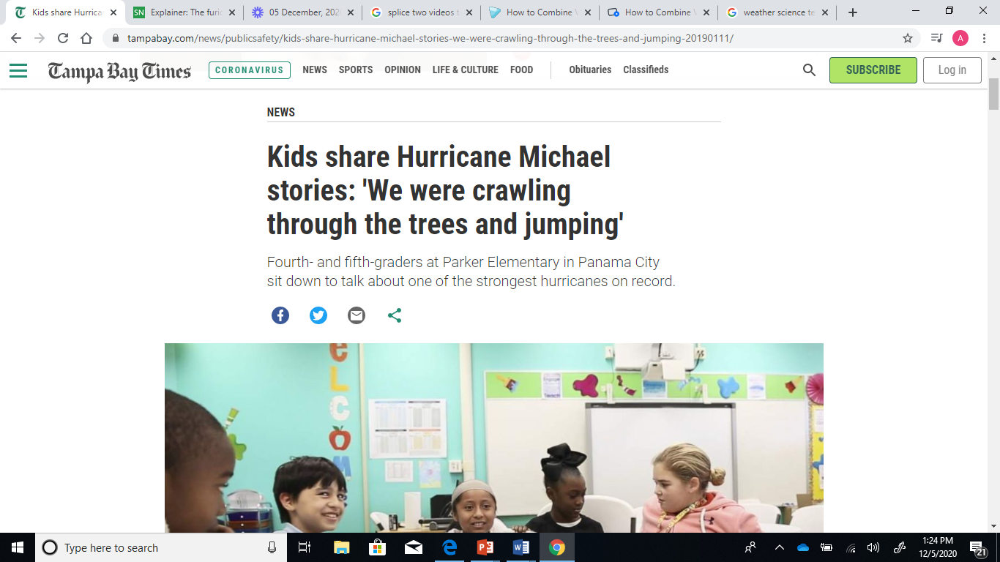 Kids share Hurrica
Explainer: The furi
05 December, 202
splice two videos t
How to Combine V
How to Combine V
weather science te
tampabay.com/news/publicsafety/kids-share-hurricane-michael-stories-we-were-crawling-through-the-trees-and-jumping-20190111/
A
Tampa Bay Times
CORONAVIRUS
NEWS
SPORTS
OPINION
LIFE & CULTURE
FOOD
Obituaries
Classifieds
SUBSCRIBE
Log in
NEWS
Kids share Hurricane Michael
stories: 'We were crawling
through the trees and jumping'
Fourth- and fifth-graders at Parker Elementary in Panama City
sit down to talk about one of the strongest hurricanes on record.
Type here to search
1:24 PM
12/5/2020
21